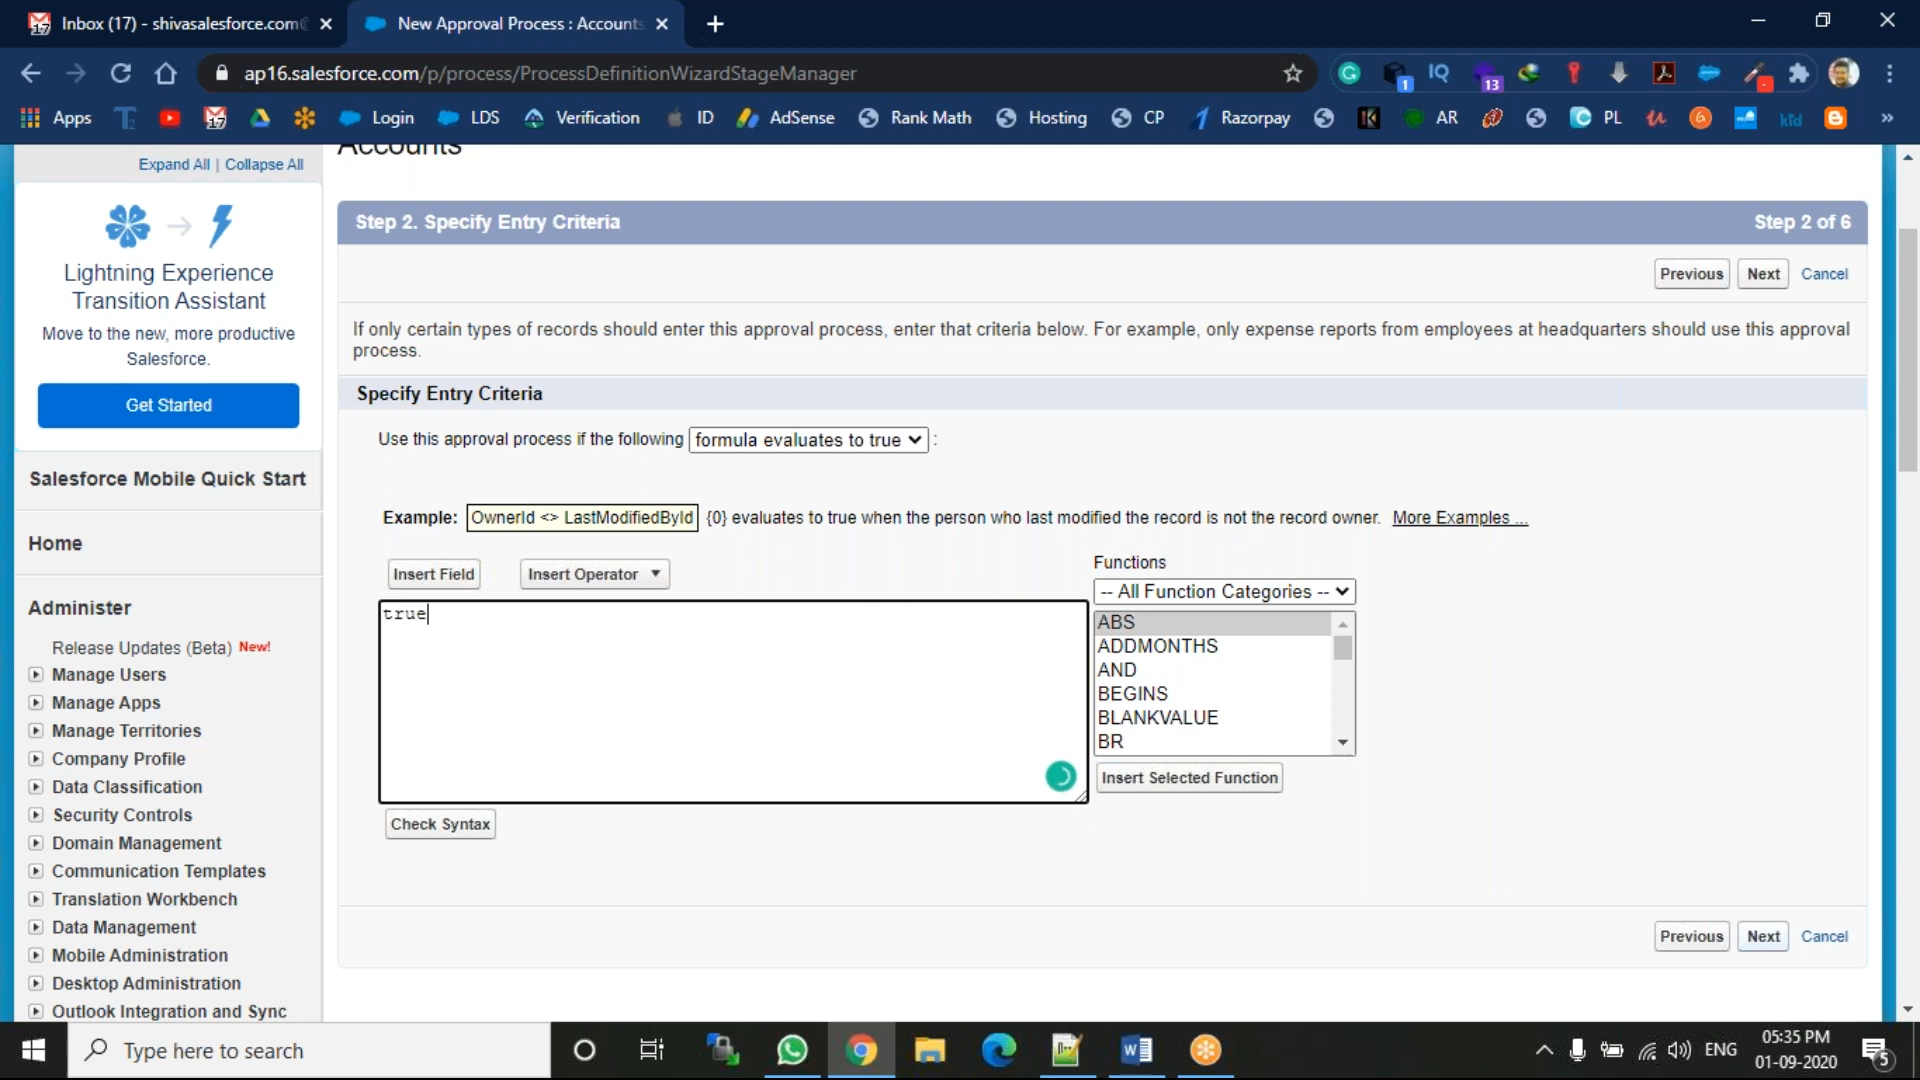 Inbox (17) - shivasalesforce.com
New Approval Process : Accounts
ap16.salesforce.com/p/process/ProcessDefinitionWizardStageManager
IQ
1
13
Apps
17
Login
LDS
Verification
ID
AdSense
Rank Math
Hosting
CP
Razorpay
AR
PL
kid
»
Expand All | Collapse All
Accounts
Lightning Experience
Transition Assistant
Move to the new, more productive
Salesforce.
Get Started
Salesforce Mobile Quick Start
Home
Administer
Release Updates (Beta) New!
Manage Users
Manage Apps
Manage Territories
Company Profile
Data Classification
Security Controls
Domain Management
Communication Templates
Translation Workbench
Data Management
Mobile Administration
Desktop Administration
Outlook Integration and Sync
Step 2. Specify Entry Criteria
Step 2 of 6
Previous Next Cancel
If only certain types of records should enter this approval process, enter that criteria below. For example, only expense reports from employees at headquarters should use this approval
process.
Specify Entry Criteria
Use this approval process if the following formula evaluates to true :
Example: OwnerId <> LastModifiedById {0} evaluates to true when the person who last modified the record is not the record owner. More Examples ...
Insert Field
Insert Operator
Functions
-- All Function Categories --
true
ABS
ADDMONTHS
AND
BEGINS
BLANKVALUE
BR
Insert Selected Function
Check Syntax
Previous Next Cancel
Type here to search
ENG
05:35 PM
01-09-2020
5